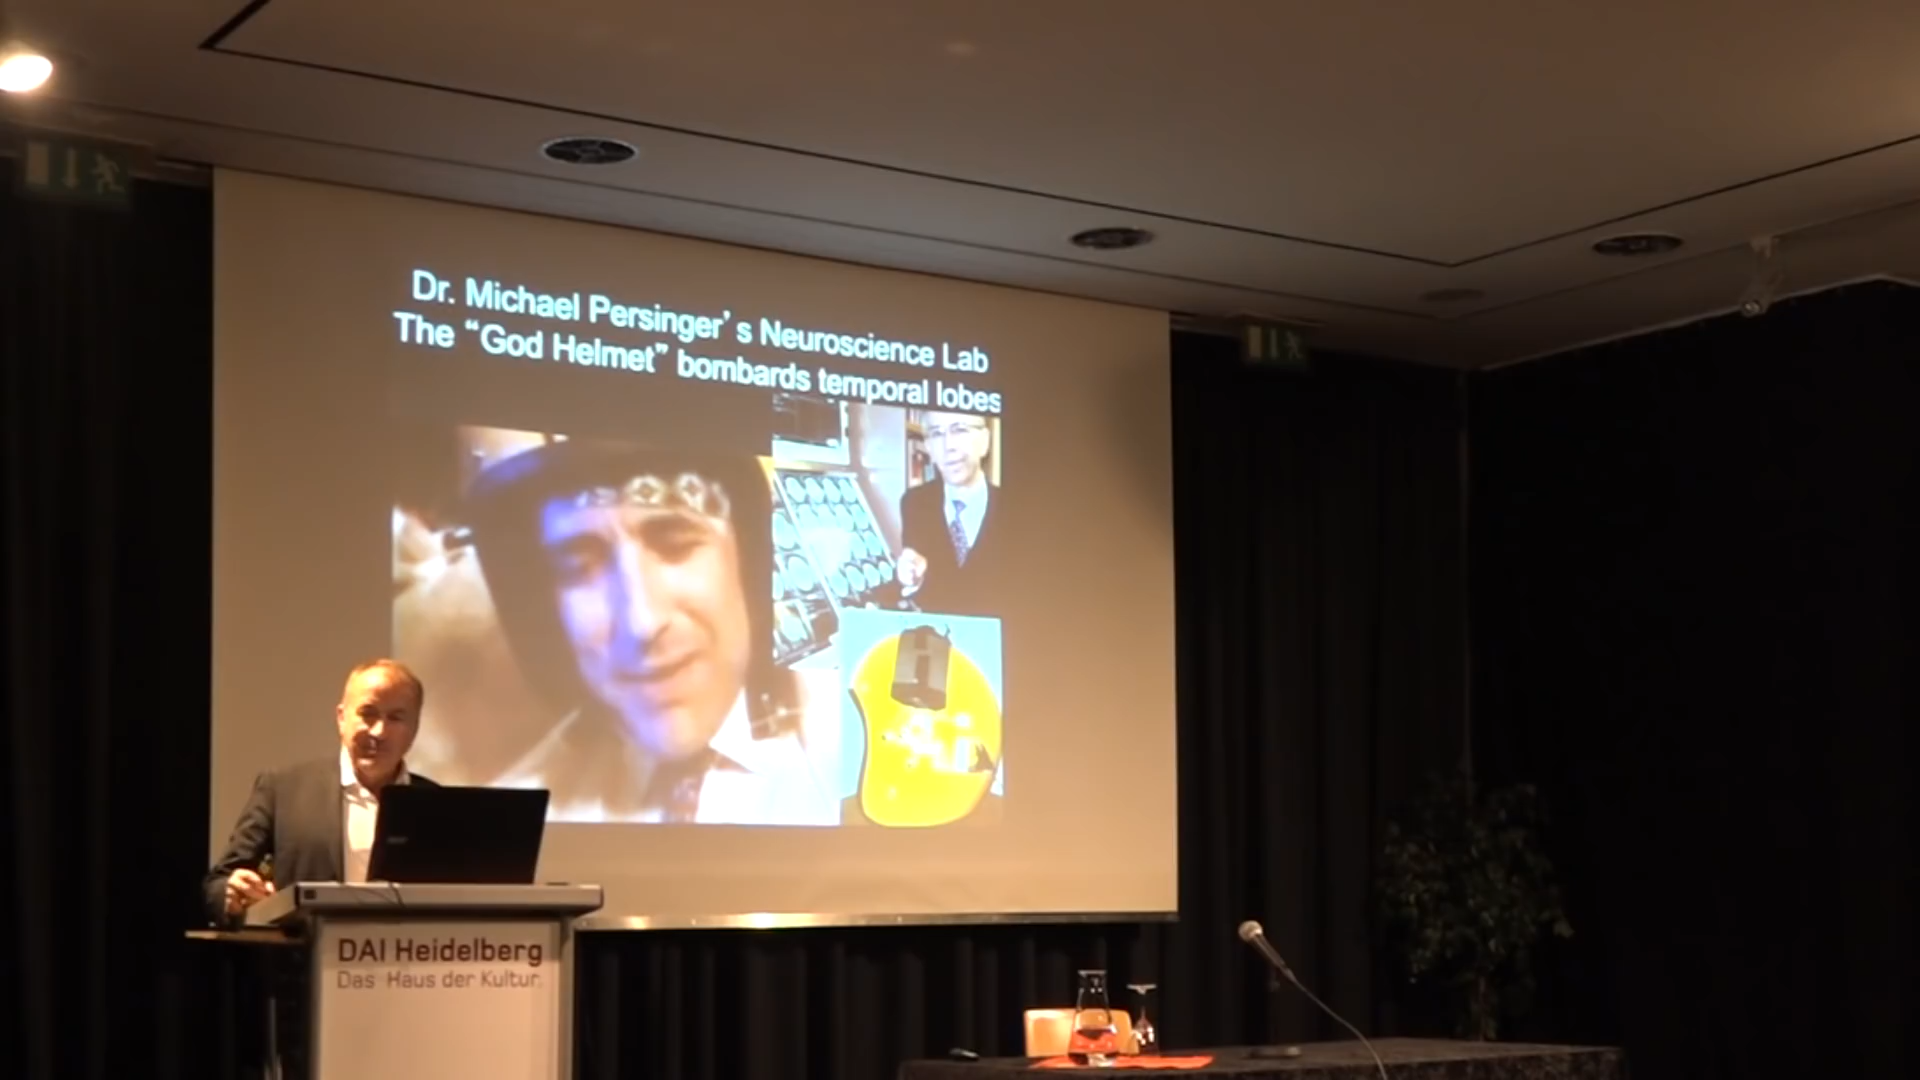 Dr. Michael Persinger’s Neuroscience Lab
The “God Helmet” bombards temporal lobes
DAI Heidelberg
Das Haus der Kultur.